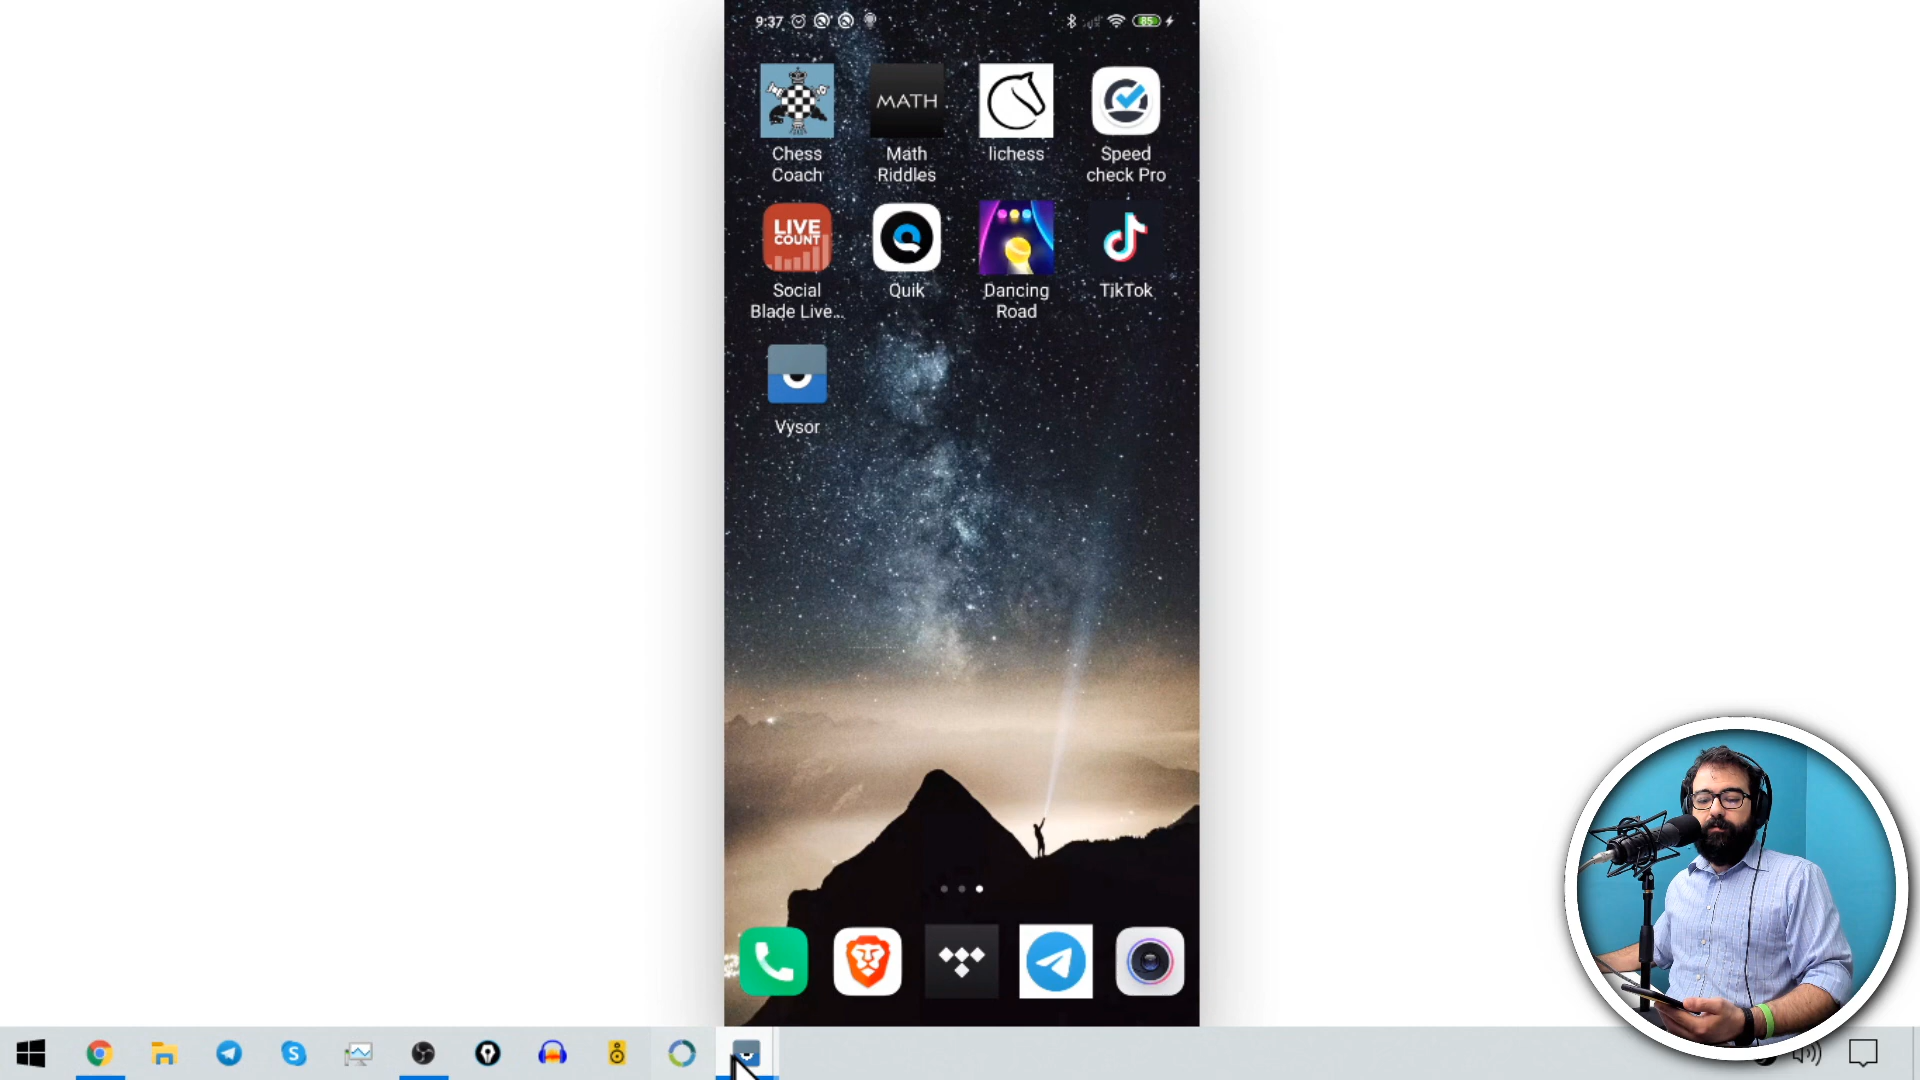 9:37
85
MATH
Chess
Coach
Math
Riddles
lichess
Speed
check Pro
LIVE
COUNT
Social
Blade Live...
Quik
Dancing
Road
TikTok
Vysor